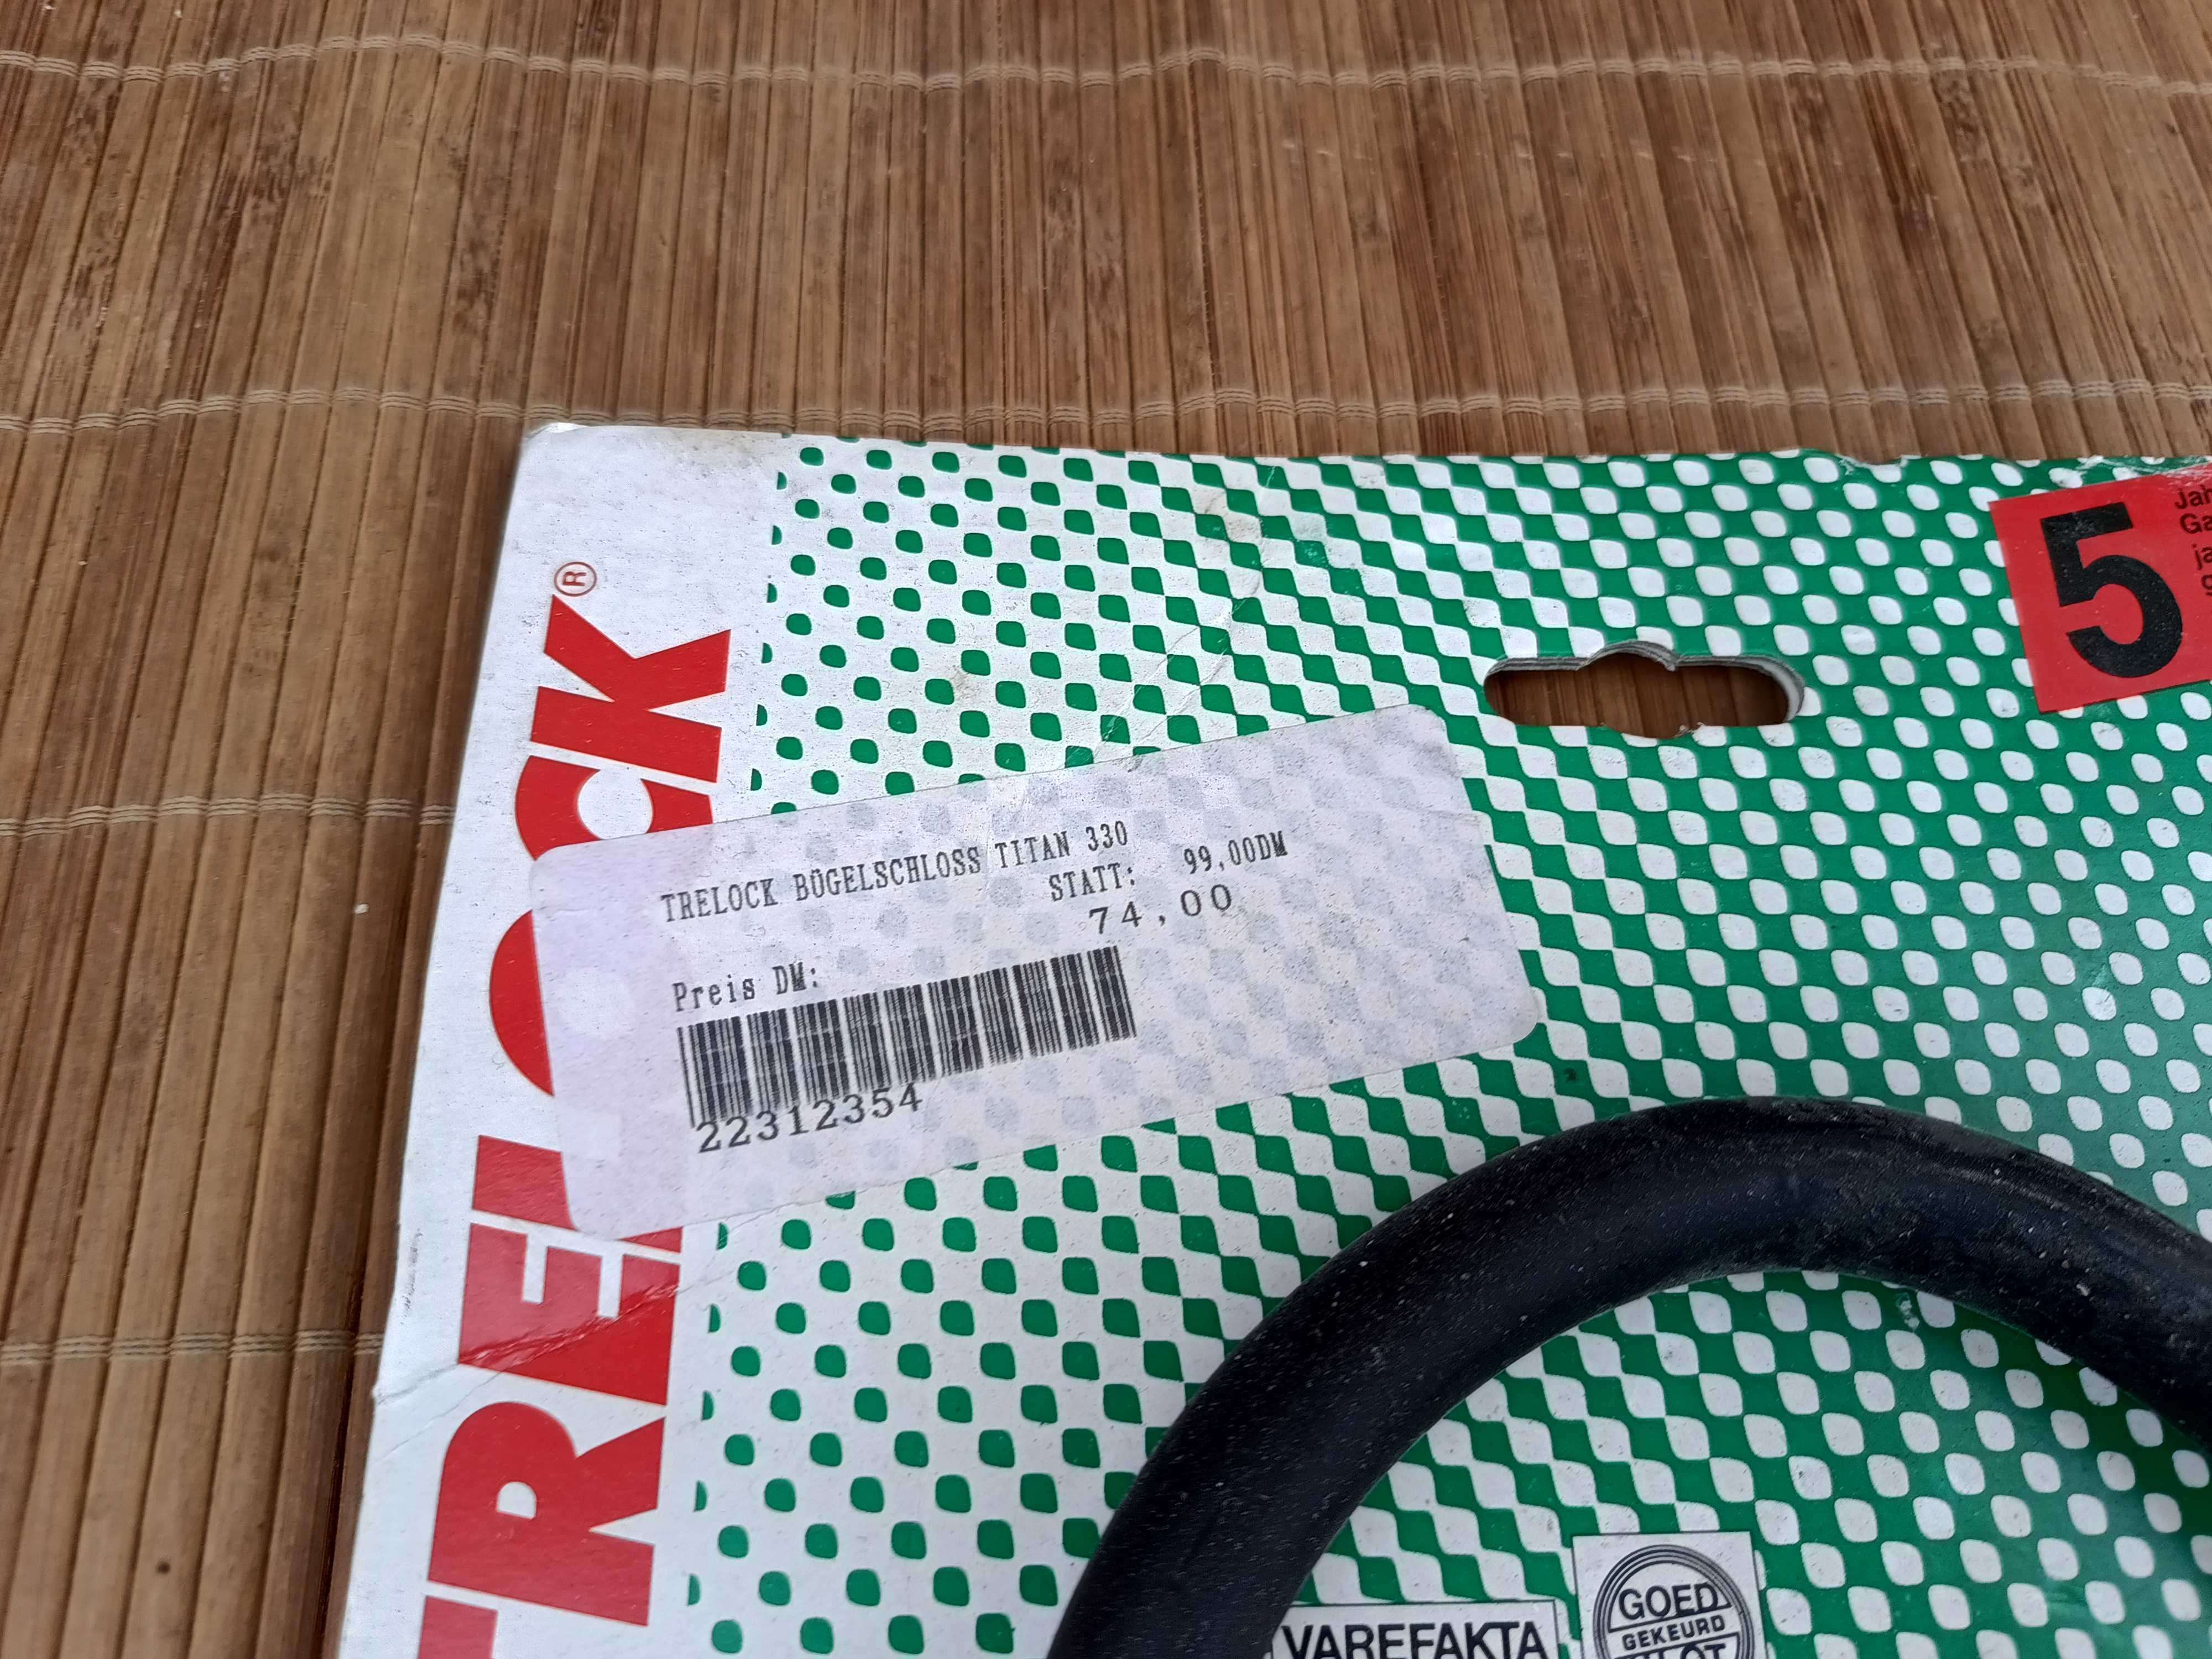 TRELOCK®
5
TRELOCK BÜGELSCHLOSS TITAN 330
STATT: 99,00DM
74,00
Preis DM:
22312354
VAREFAKTA
GOED
GEKEURD